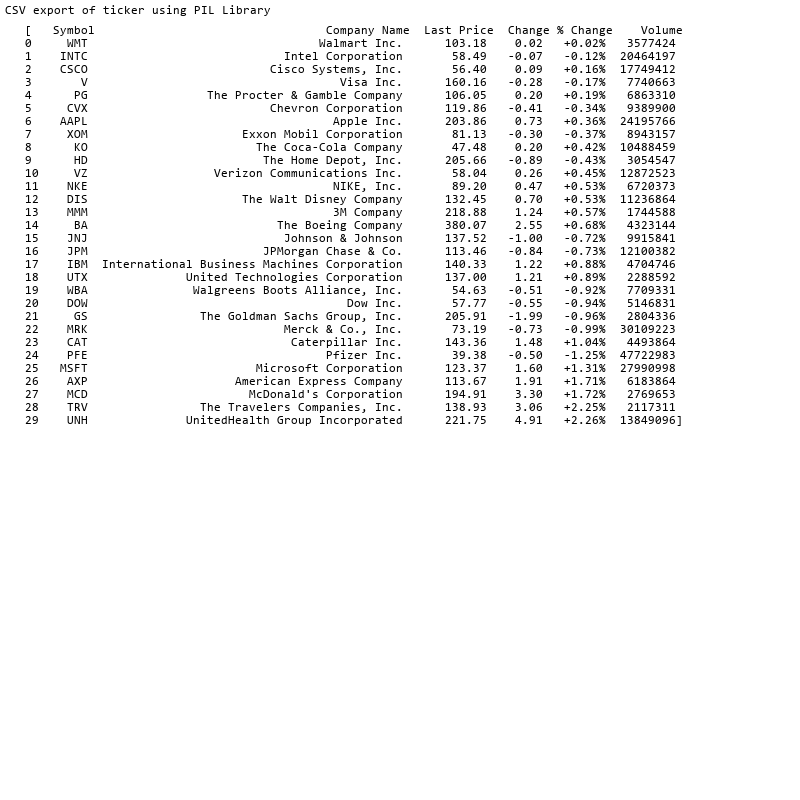 CSV export of ticker using PIL Library
[ Symbol Company Name Last Price Change % Change Volume
0 WMT Walmart Inc. 103.18 0.02 +0.02% 3577424
1 INTC Intel Corporation 58.49 -0.07 -0.12% 20464197
2 CSCO Cisco Systems, Inc. 56.40 0.09 +0.16% 17749412
3 V Visa Inc. 160.16 -0.28 -0.17% 7740663
4 PG The Procter & Gamble Company 106.05 0.20 +0.19% 6863310
5 CVX Chevron Corporation 119.86 -0.41 -0.34% 9389900
6 AAPL Apple Inc. 203.86 0.73 +0.36% 24195766
7 XOM Exxon Mobil Corporation 81.13 -0.30 -0.37% 8943157
8 KO The Coca-Cola Company 47.48 0.20 +0.42% 10488459
9 HD The Home Depot, Inc. 205.66 -0.89 -0.43% 3054547
10 VZ Verizon Communications Inc. 58.04 0.26 +0.45% 12872523
11 NKE NIKE, Inc. 89.20 0.47 +0.53% 6720373
12 DIS The Walt Disney Company 132.45 0.70 +0.53% 11236864
13 MMM 3M Company 218.88 1.24 +0.57% 1744588
14 BA The Boeing Company 380.07 2.55 +0.68% 4323144
15 JNJ Johnson & Johnson 137.52 -1.00 -0.72% 9915841
16 JPM JPMorgan Chase & Co. 113.46 -0.84 -0.73% 12100382
17 IBM International Business Machines Corporation 140.33 1.22 +0.88% 4704746
18 UTX United Technologies Corporation 137.00 1.21 +0.89% 2288592
19 WBA Walgreens Boots Alliance, Inc. 54.63 -0.51 -0.92% 7709331
20 DOW Dow Inc. 57.77 -0.55 -0.94% 5146831
21 GS The Goldman Sachs Group, Inc. 205.91 -1.99 -0.96% 2804336
22 MRK Merck & Co., Inc. 73.19 -0.73 -0.99% 30109223
23 CAT Caterpillar Inc. 143.36 1.48 +1.04% 4493864
24 PFE Pfizer Inc. 39.38 -0.50 -1.25% 47722983
25 MSFT Microsoft Corporation 123.37 1.60 +1.31% 27990998
26 AXP American Express Company 113.67 1.91 +1.71% 6183864
27 MCD McDonald's Corporation 194.91 3.30 +1.72% 2769653
28 TRV The Travelers Companies, Inc. 138.93 3.06 +2.25% 2117311
29 UNH UnitedHealth Group Incorporated 221.75 4.91 +2.26% 13849096]